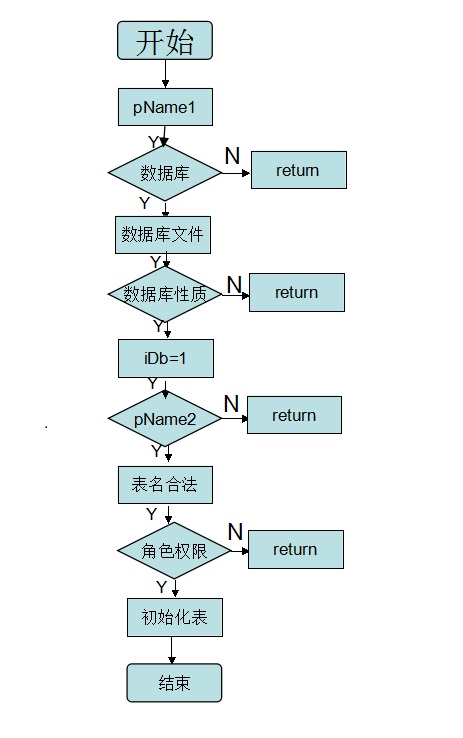 开始
pName1
Y
数据库
N
return
Y
数据库文件
Y
数据库性质
N
return
Y
iDb=1
Y
pName2
N
return
Y
表名合法
Y
角色权限
N
return
Y
初始化表
结束